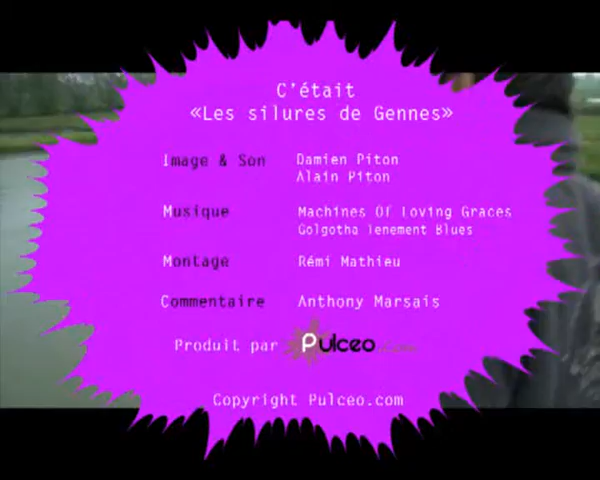 C'était
«Les silures de Gennes»
Image & Son Damien Piton
Alain Piton
Musique Machines Of Loving Graces
Golgotha Tenement Blues
Montage Rémi Mathieu
Commentaire Anthony Marsais
Produit par Pulceo
Copyright Pulceo.com